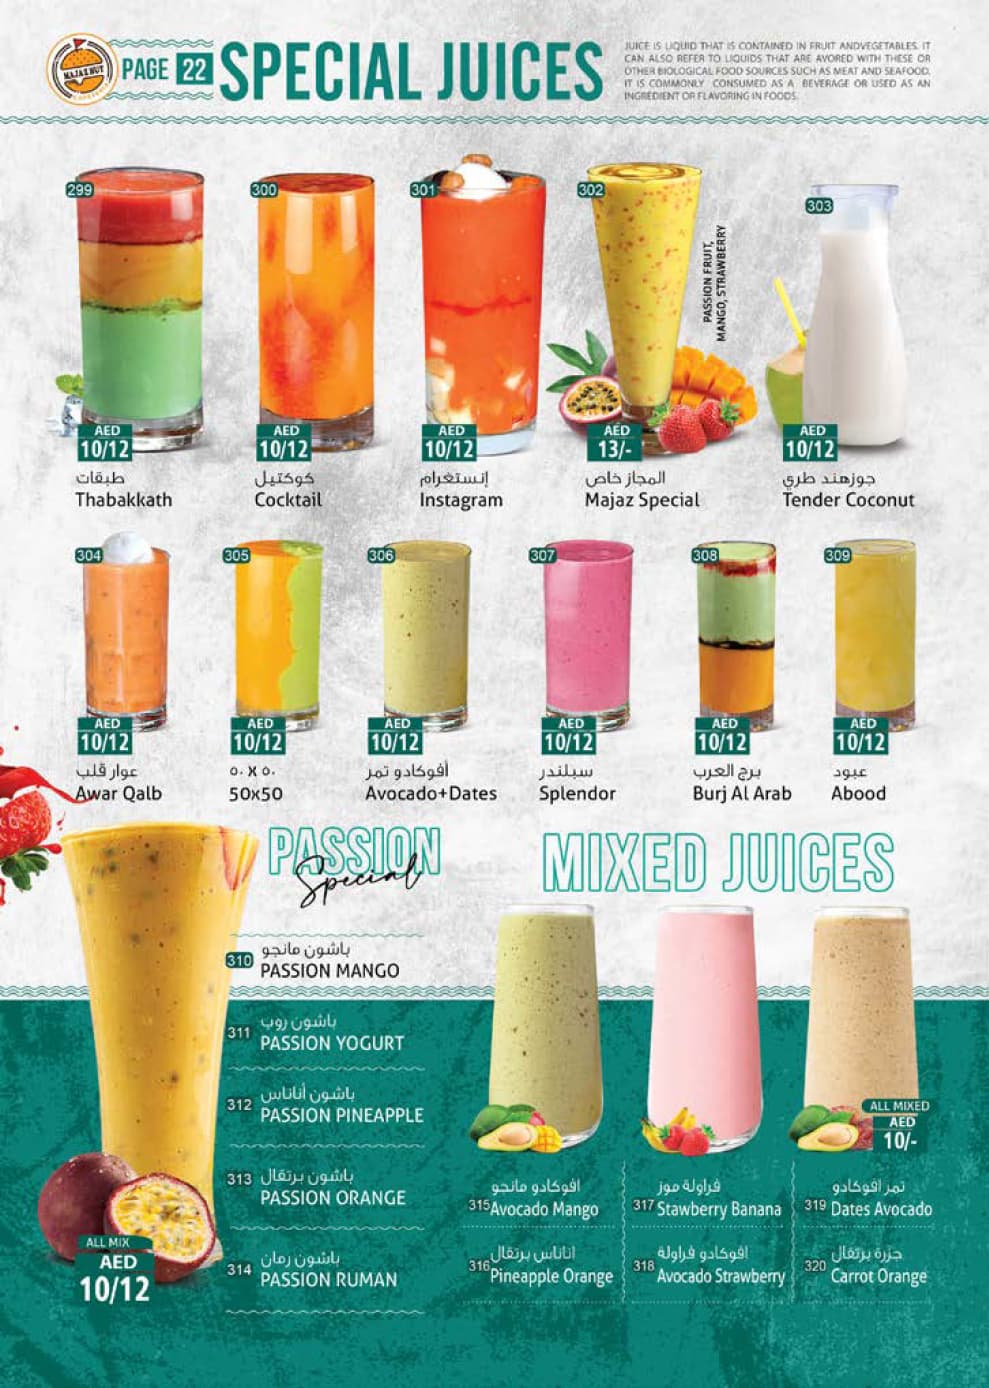 MAJAZ HUT
PAGE 22
SPECIAL JUICES
JUICE IS LIQUID THAT IS CONTAINED IN FRUIT ANDVEGETABLES. IT
CAN ALSO REFER TO LIQUIDS THAT ARE AVORED WITH THESE OR
OTHER BIOLOGICAL FOOD SOURCES SUCH AS MEAT AND SEAFOOD.
IT IS COMMONLY CONSUMED AS A BEVERAGE OR USED AS AN
INGREDIENT OR FLAVORING IN FOODS.
299
AED
10/12
طبقات
Thabakkath
300
AED
10/12
كوكتيل
Cocktail
301
AED
10/12
إنستغرام
Instagram
302
PASSION FRUIT,
MANGO, STRAWBERRY
AED
13/-
المجاز خاص
Majaz Special
303
AED
10/12
جوزهند طري
Tender Coconut
304
AED
10/12
عوار قلب
Awar Qalb
305
AED
10/12
٥٠ X ٥٠
50x50
306
AED
10/12
أفوكادو تمر
Avocado+Dates
307
AED
10/12
سبلندر
Splendor
308
AED
10/12
برج العرب
Burj Al Arab
309
AED
10/12
عبود
Abood
PASSION
Special
310
باشون مانجو
PASSION MANGO
311
باشون روب
PASSION YOGURT
312
باشون أناناس
PASSION PINEAPPLE
313
باشون برتقال
PASSION ORANGE
314
باشون رمان
PASSION RUMAN
ALL MIX
AED
10/12
MIXED JUICES
ALL MIXED
AED
10/-
افوكادو مانجو
315 Avocado Mango
فراولة موز
317 Stawberry Banana
تمر افوكادو
319 Dates Avocado
اناناس برتقال
316 Pineapple Orange
افوكادو فراولة
318 Avocado Strawberry
جزرة برتقال
320 Carrot Orange